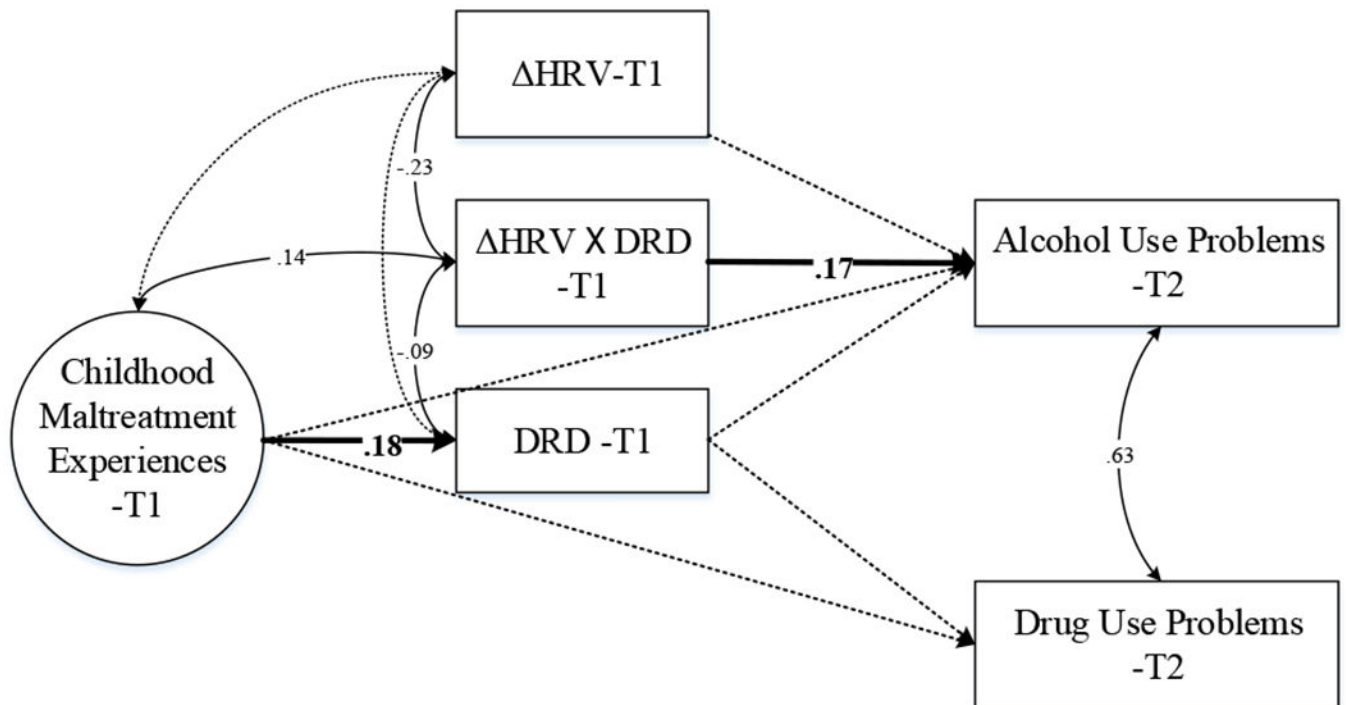 ΔHRV-T1
-.23
ΔHRV X DRD
-T1
.14
.17
Alcohol Use Problems
-T2
-.09
Childhood
Maltreatment
Experiences
-T1
.18
DRD -T1
.63
Drug Use Problems
-T2